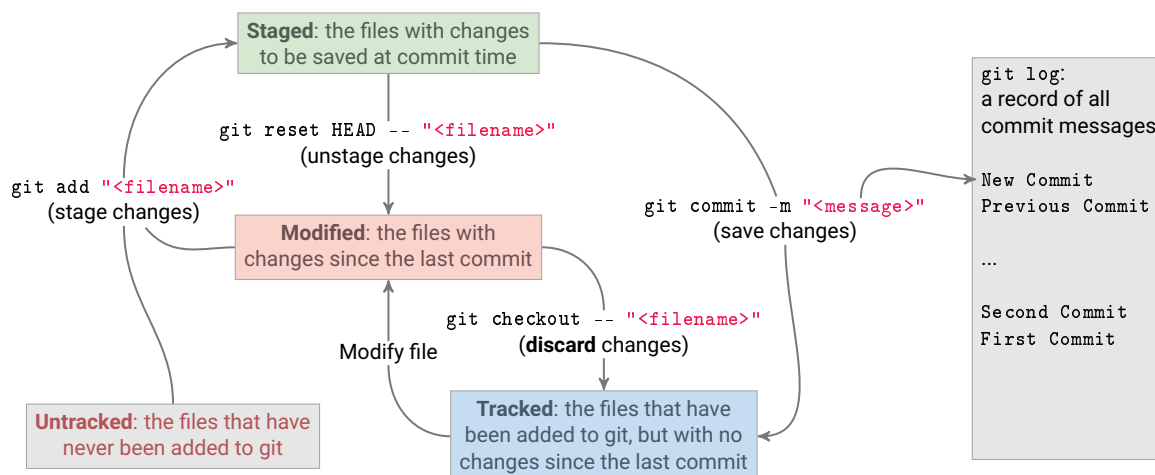 Staged: the files with changes
to be saved at commit time
git reset HEAD -- "<filename>"
(unstage changes)
git add "<filename>"
(stage changes)
Modified: the files with
changes since the last commit
git commit -m "<message>"
(save changes)
git checkout -- "<filename>"
(discard changes)
Modify file
Untracked: the files that have
never been added to git
Tracked: the files that have
been added to git, but with no
changes since the last commit
git log:
a record of all
commit messages
New Commit
Previous Commit
...
Second Commit
First Commit